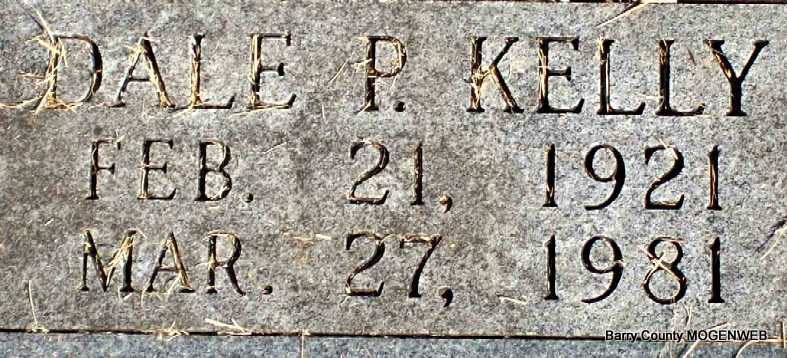 DALE P. KELLY
FEB. 21, 1921
MAR. 27, 1981
Barry County MOGENWEB